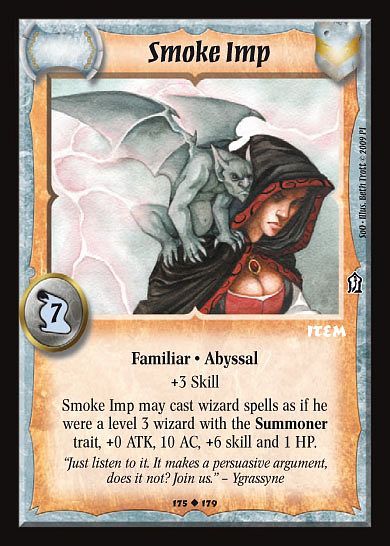 Smoke Imp
Soo • Illus. Beth Trott © 2009 P1
7
ITEM
Familiar • Abyssal
+3 Skill
Smoke Imp may cast wizard spells as if he
were a level 3 wizard with the Summoner
trait, +0 ATK, 10 AC, +6 skill and 1 HP.
“Just listen to it. It makes a persuasive argument,
does it not? Join us.” – Ygrassyne
175 ◆ 179